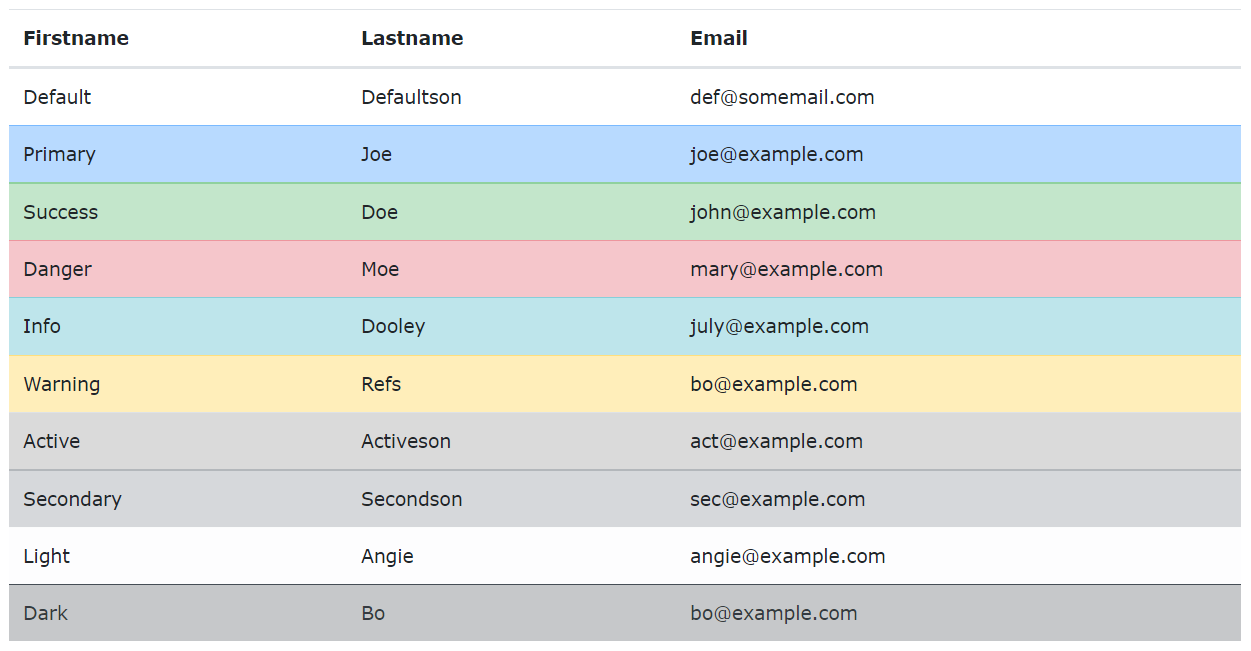 Firstname Lastname Email
Default Defaultson def@somemail.com
Primary Joe joe@example.com
Success Doe john@example.com
Danger Moe mary@example.com
Info Dooley july@example.com
Warning Refs bo@example.com
Active Activeson act@example.com
Secondary Secondson sec@example.com
Light Angie angie@example.com
Dark Bo bo@example.com